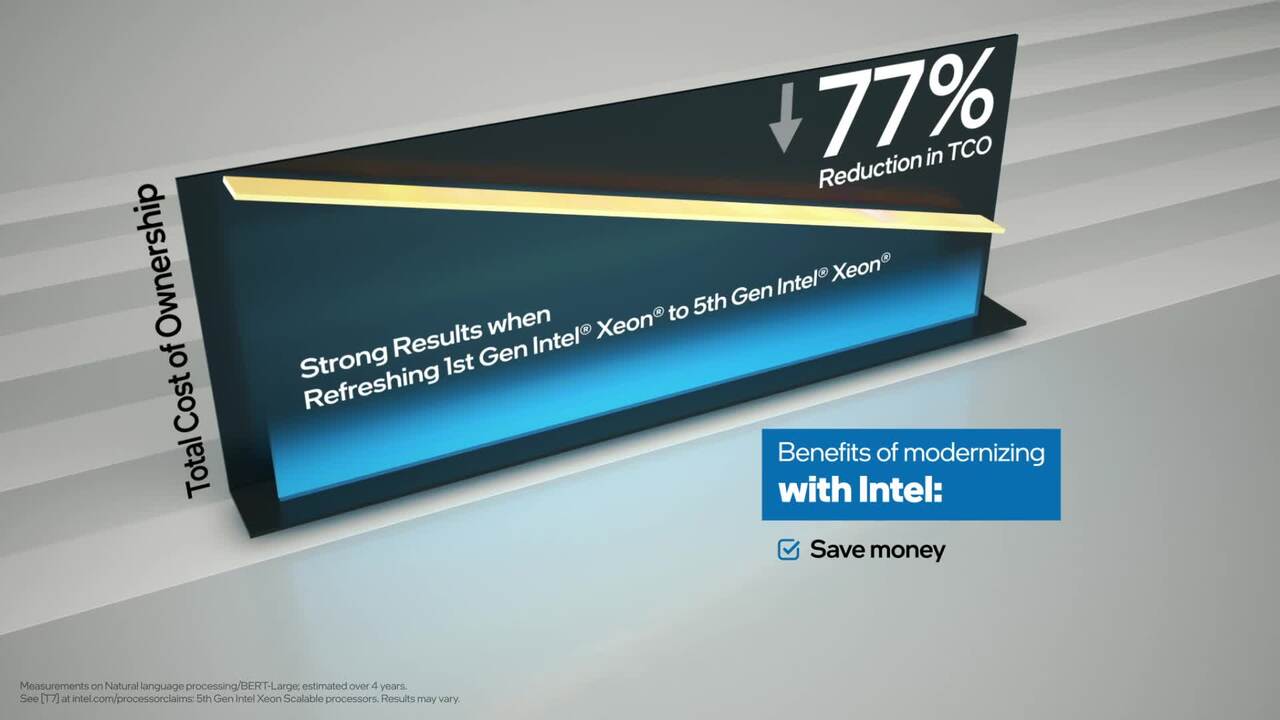 77%
Reduction in TCO
Total Cost of Ownership
Strong Results when
Refreshing 1st Gen Intel® Xeon® to 5th Gen Intel® Xeon®
Benefits of modernizing
with Intel:
Save money
Measurements on Natural language processing/BERT-Large; estimated over 4 years.
See [T7] at intel.com/processorclaims: 5th Gen Intel Xeon Scalable processors. Results may vary.